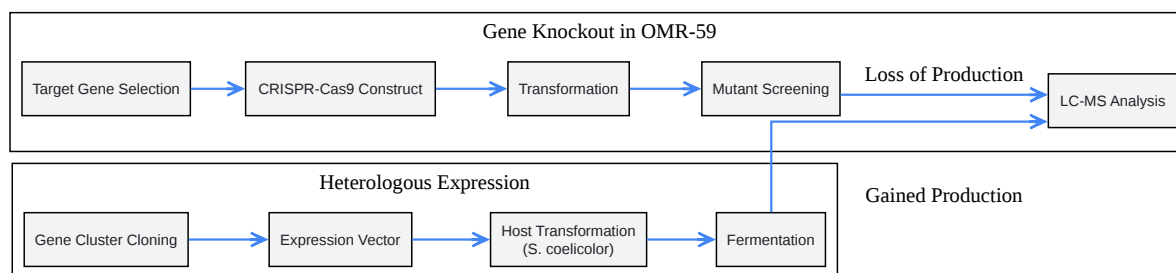 Gene Knockout in OMR-59
Target Gene Selection
CRISPR-Cas9 Construct
Transformation
Mutant Screening
Loss of Production
LC-MS Analysis
Heterologous Expression
Gained Production
Gene Cluster Cloning
Expression Vector
Host Transformation
(S. coelicolor)
Fermentation